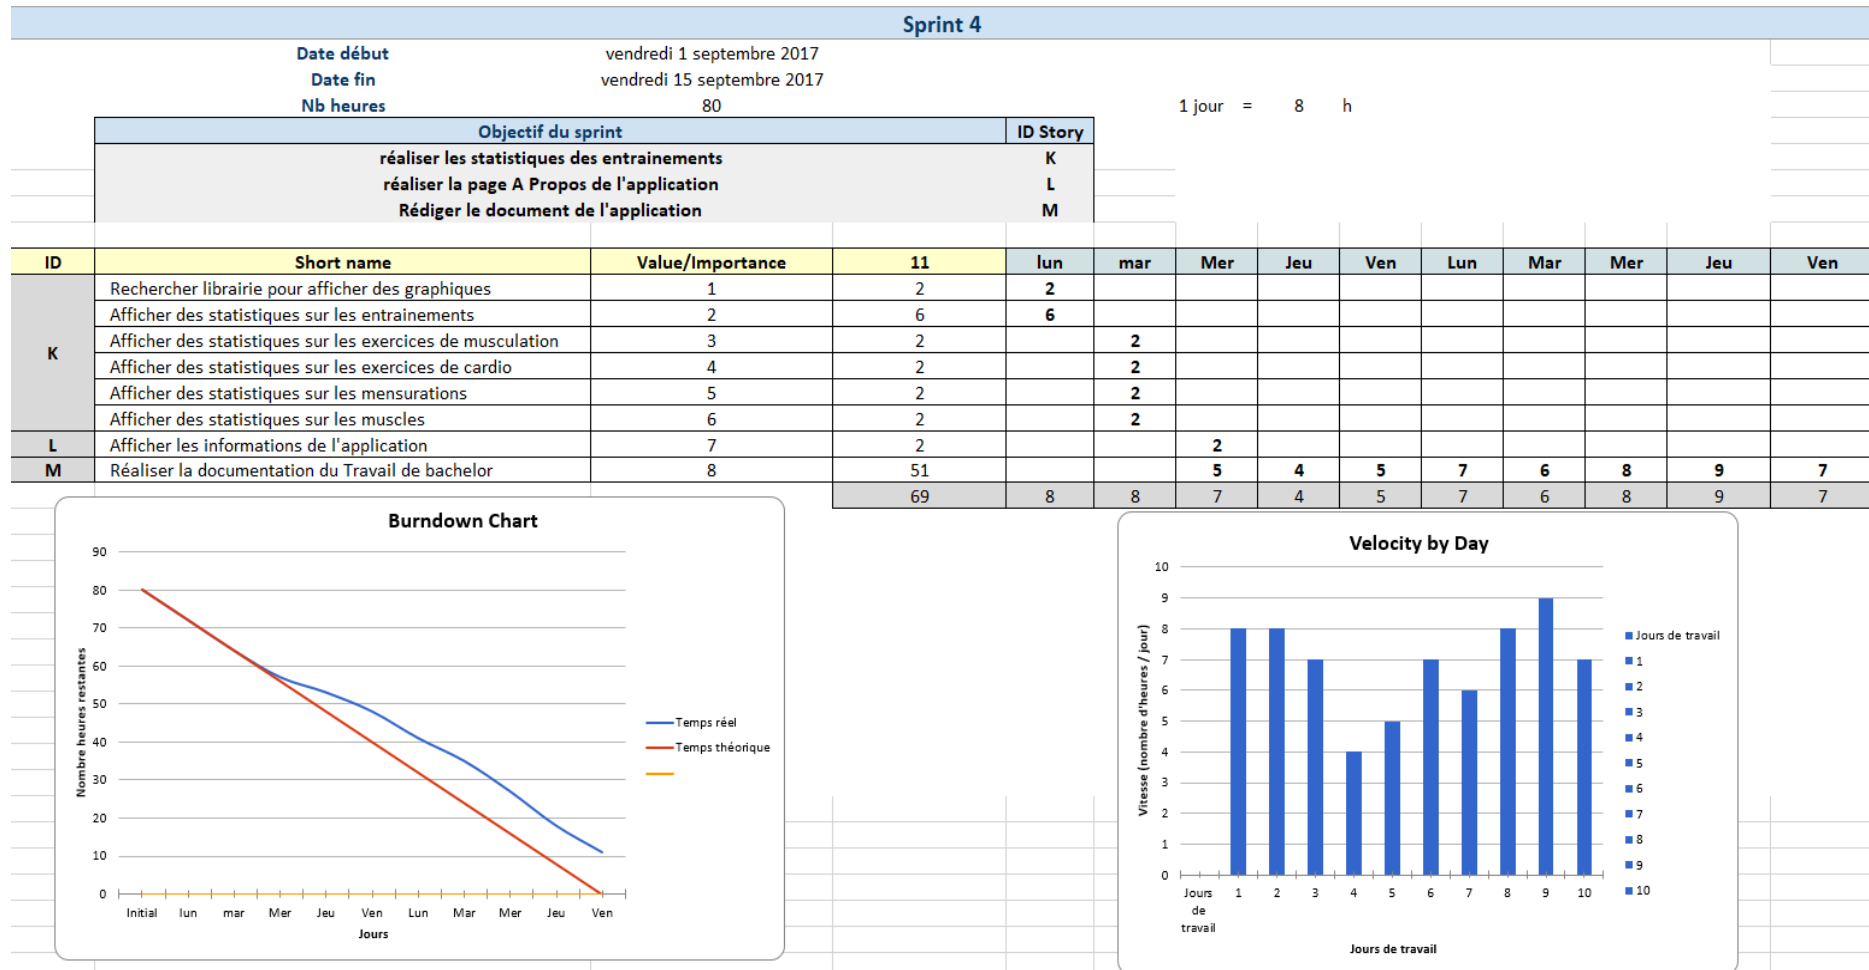 Sprint 4
Date début vendredi 1 septembre 2017
Date fin vendredi 15 septembre 2017
Nb heures 80 1 jour = 8 h
Objectif du sprint ID Story
réaliser les statistiques des entrainements K
réaliser la page A Propos de l'application L
Rédiger le document de l'application M
ID Short name Value/Importance 11 lun mar Mer Jeu Ven Lun Mar Mer Jeu Ven
K
Rechercher librairie pour afficher des graphiques 1 2 2
Afficher des statistiques sur les entrainements 2 6 6
Afficher des statistiques sur les exercices de musculation 3 2 2
Afficher des statistiques sur les exercices de cardio 4 2 2
Afficher des statistiques sur les mensurations 5 2 2
Afficher des statistiques sur les muscles 6 2 2
L Afficher les informations de l'application 7 2 2
M Réaliser la documentation du Travail de bachelor 8 51 5 4 5 7 6 8 9 7
69 8 8 7 4 5 7 6 8 9 7
Burndown Chart
Nombre heures restantes
90
80
70
60
50
40
30
20
10
0
Initial lun mar Mer Jeu Ven Lun Mar Mer Jeu Ven
Jours
Temps réel
Temps théorique
Velocity by Day
Vitesse (nombre d'heures / jour)
10
9
8
7
6
5
4
3
2
1
0
Jours de travail 1 2 3 4 5 6 7 8 9 10
Jours de travail
Jours de travail
1
2
3
4
5
6
7
8
9
10